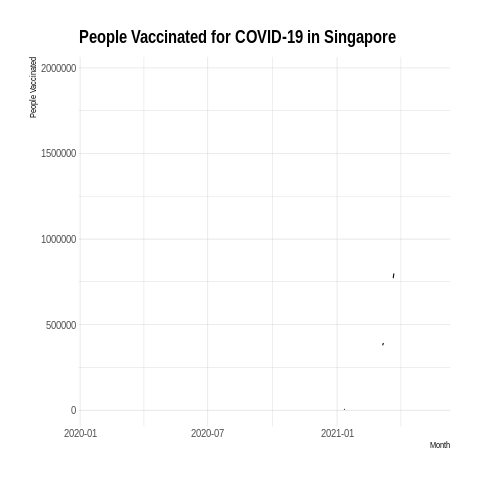 People Vaccinated for COVID-19 in Singapore
People Vaccinated
2000000
1500000
1000000
500000
0
2020-01
2020-07
2021-01
Month